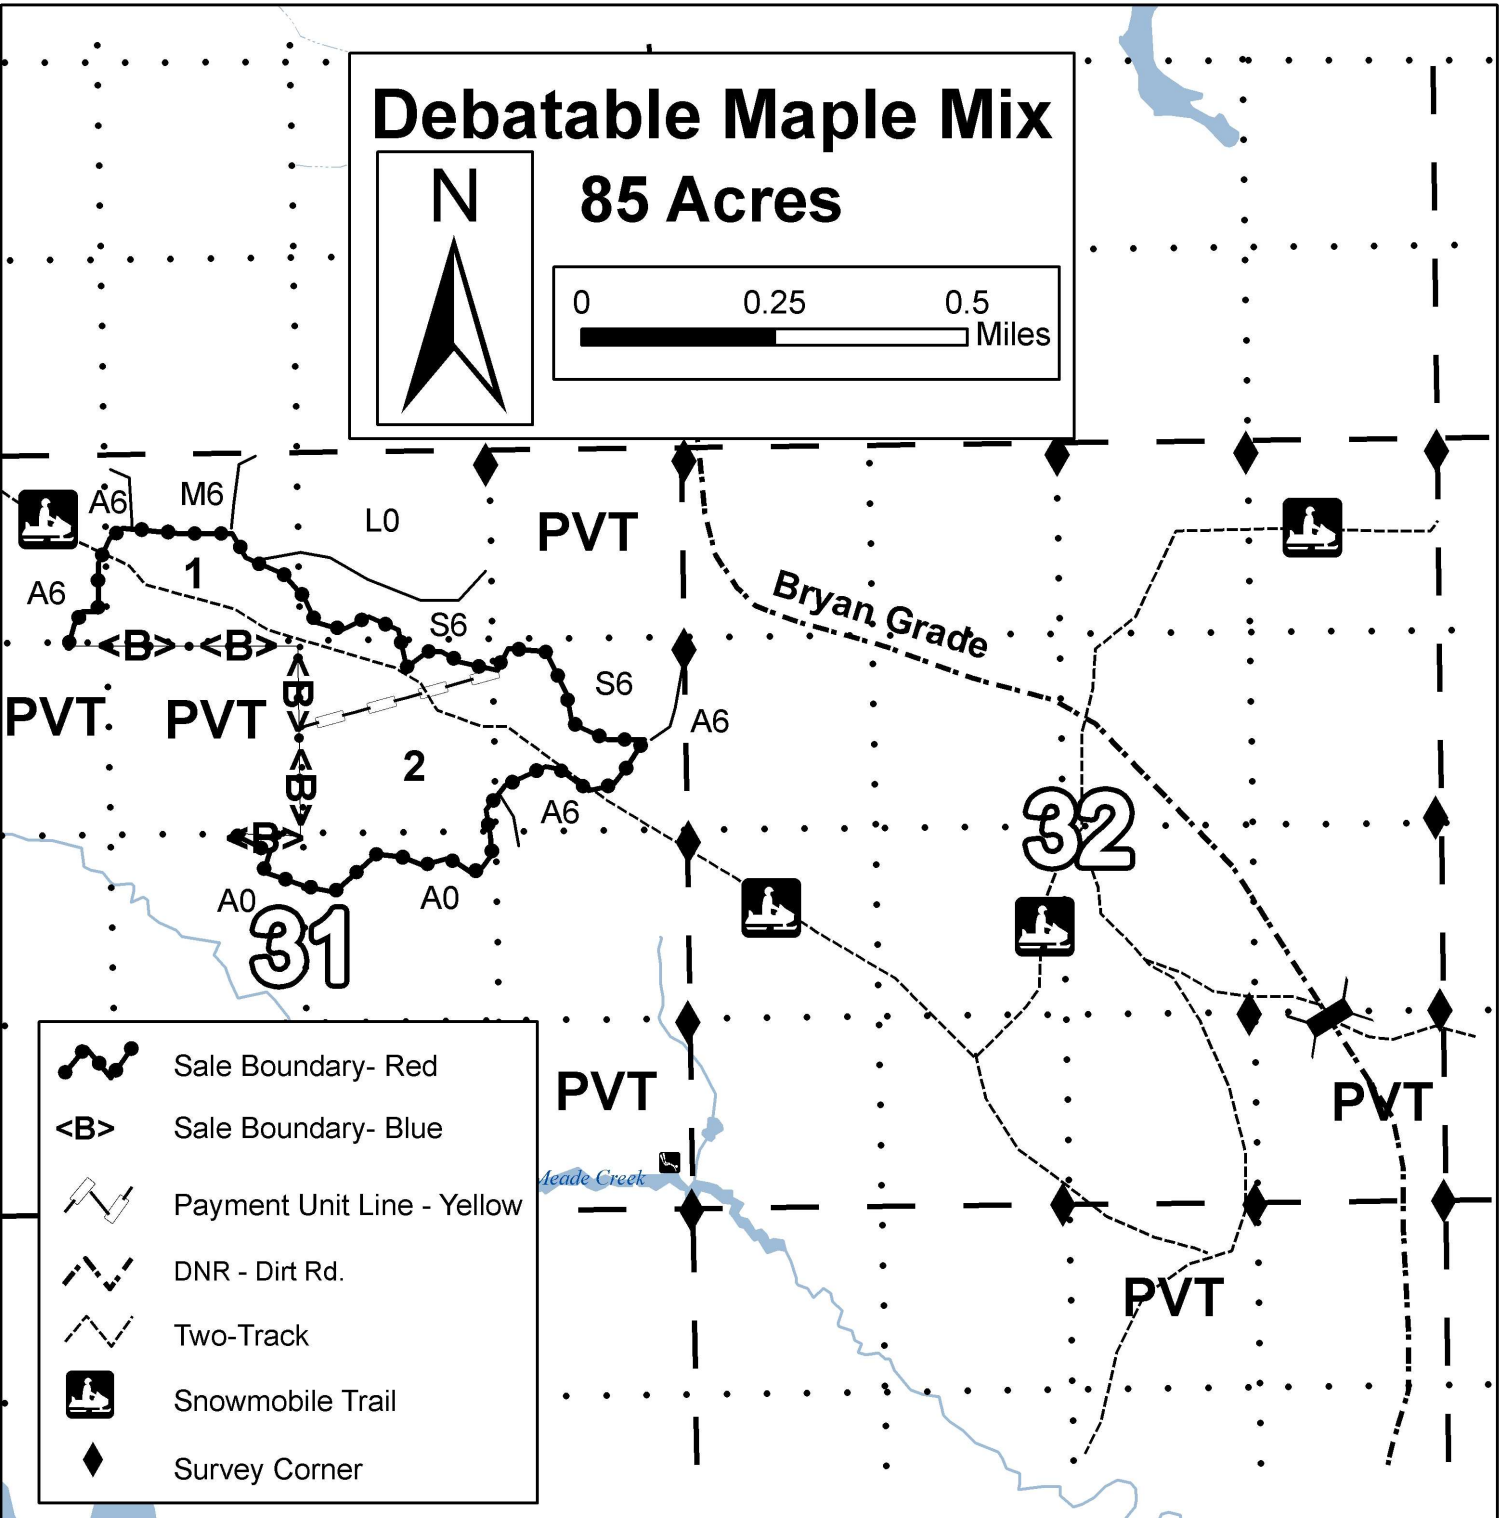 Debatable Maple Mix
85 Acres
N
0 0.25 0.5
Miles
A6
M6
L0
PVT
1
A6
<B> <B>
S6
<B>
S6
PVT
PVT
A6
2
<B>
A6
<B>
A0
A0
31
Bryan Grade
32
PVT
PVT
Meade Creek
PVT
Sale Boundary- Red
<B> Sale Boundary- Blue
Payment Unit Line - Yellow
DNR - Dirt Rd.
Two-Track
Snowmobile Trail
Survey Corner